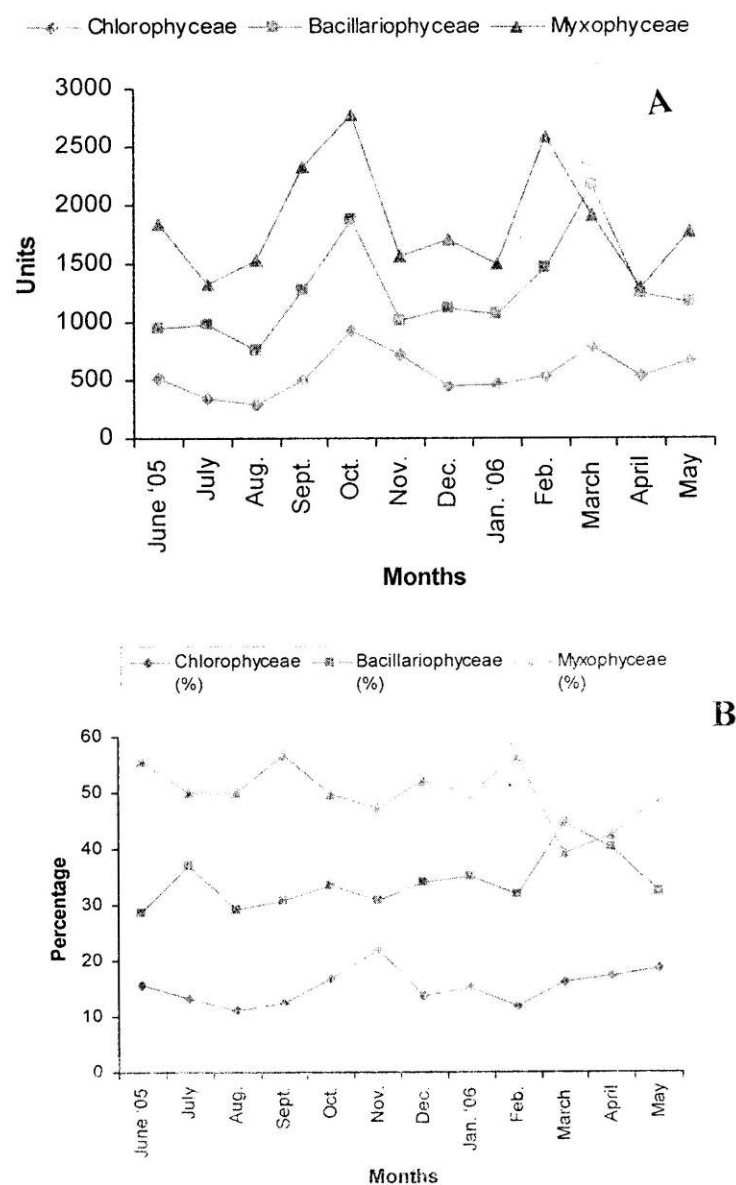 Chlorophyceae Bacillariophyceae Myxophyceae
A
3000
2500
2000
1500
1000
500
0
Units
June '05 July Aug. Sept. Oct. Nov. Dec. Jan. '06 Feb. March April May
Months
Chlorophyceae (%) Bacillariophyceae (%) Myxophyceae (%)
B
60
50
40
30
20
10
0
Percentage
June '05 July Aug. Sept. Oct. Nov. Dec. Jan. '06 Feb. March April May
Months